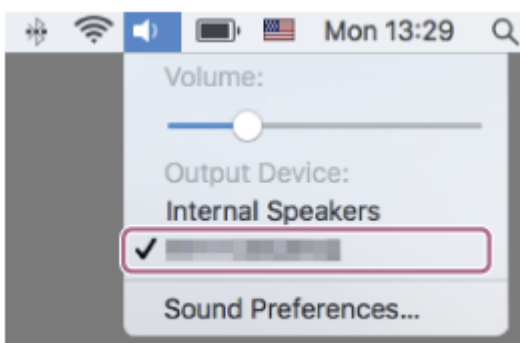 Mon 13:29
Volume:
Output Device:
Internal Speakers
Sound Preferences...